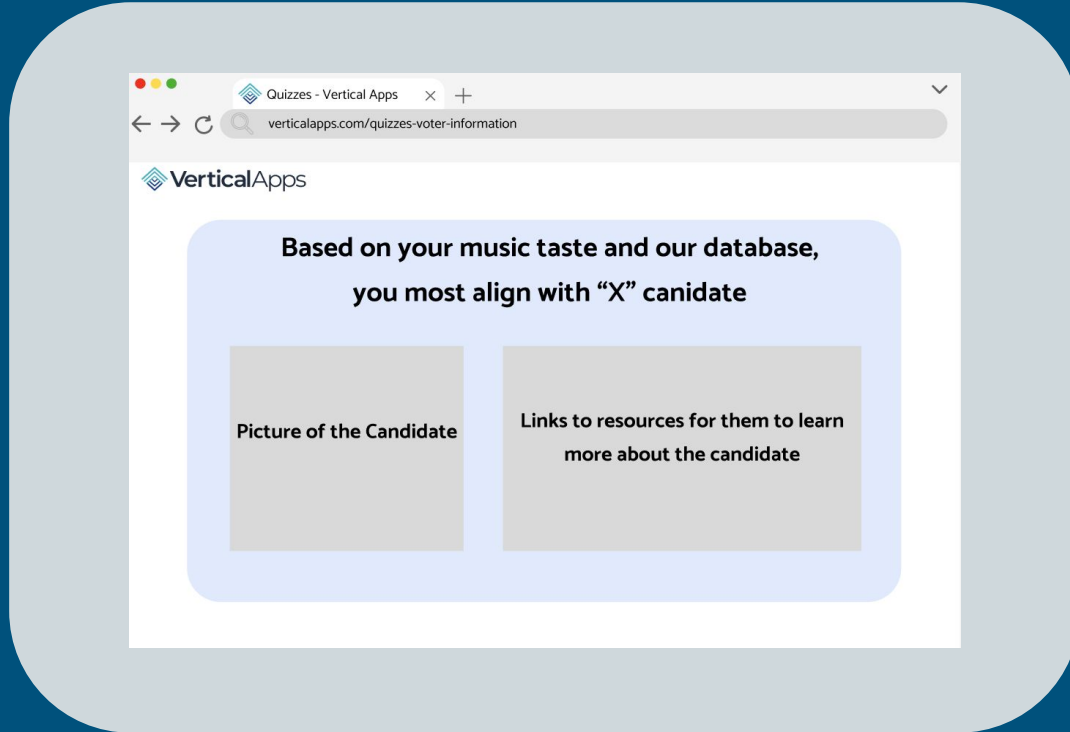 Quizzes - Vertical Apps
verticalapps.com/quizzes-voter-information
VerticalApps
Based on your music taste and our database,
you most align with “X” canidate
Picture of the Candidate
Links to resources for them to learn
more about the candidate